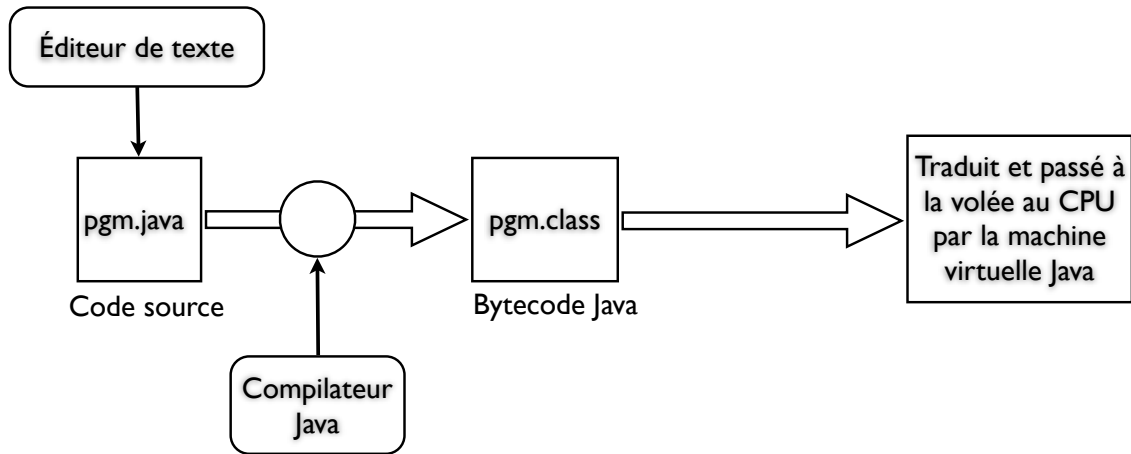 Éditeur de texte
pgm.java
Code source
Compilateur
Java
pgm.class
Bytecode Java
Traduit et passé à
la volée au CPU
par la machine
virtuelle Java